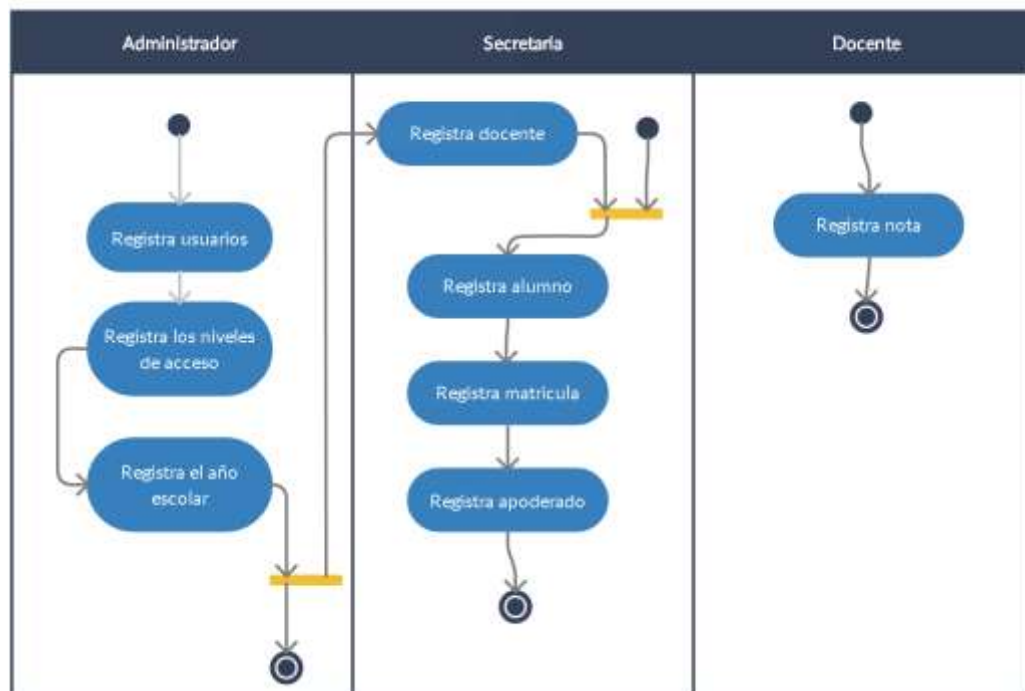 Administrador
Secretaria
Docente
Registra usuarios
Registra los niveles
de acceso
Registra el año
escolar
Registra docente
Registra alumno
Registra matricula
Registra apoderado
Registra nota